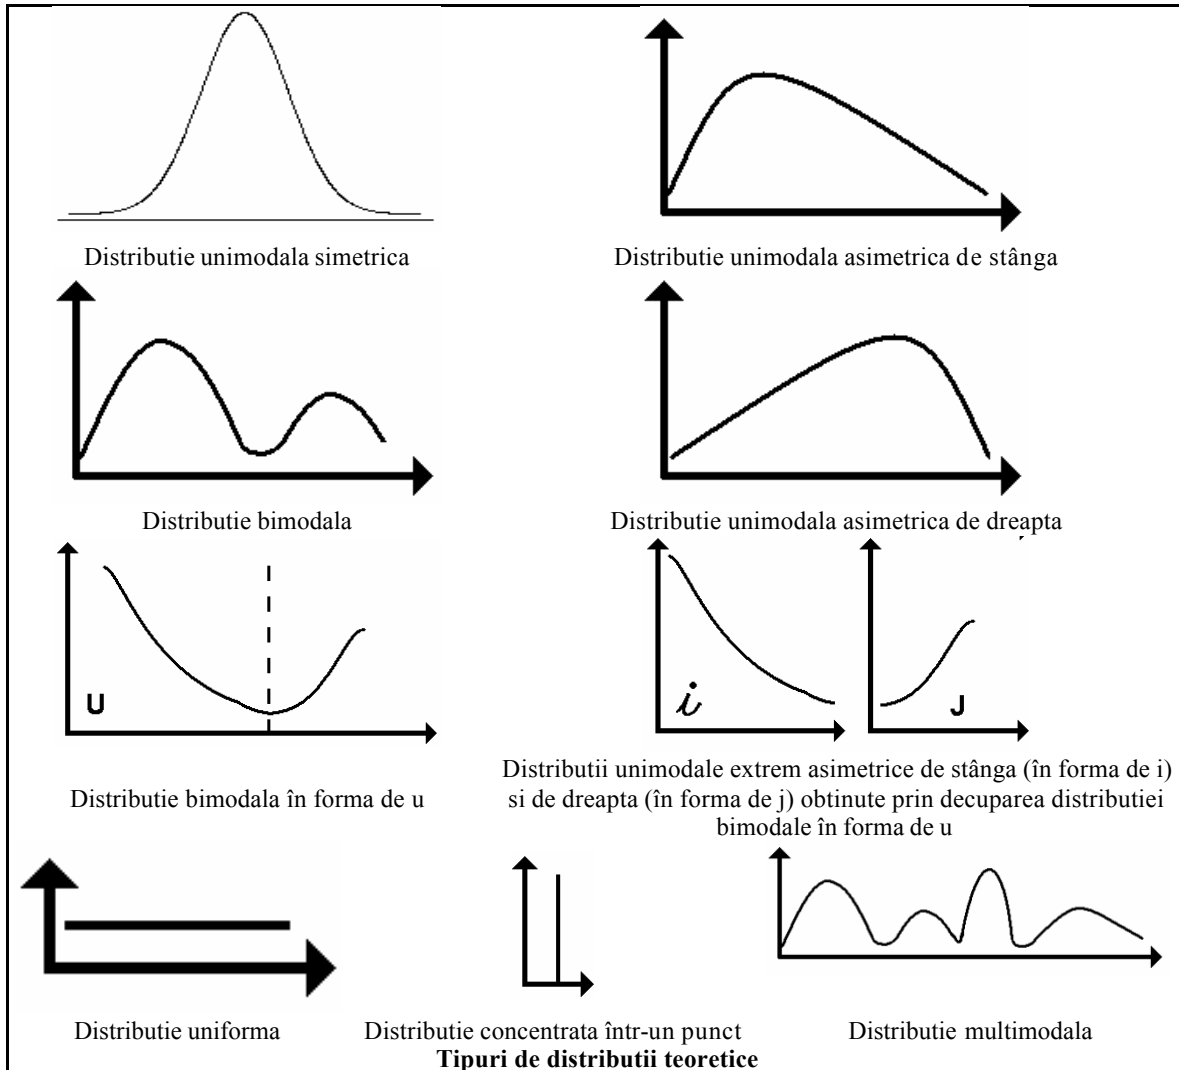 Distributie unimodala simetrica
Distributie unimodala asimetrica de stânga
Distributie bimodala
Distributie unimodala asimetrica de dreapta
U
i
J
Distributie bimodala în forma de u
Distributii unimodale extrem asimetrice de stânga (în forma de i)
si de dreapta (în forma de j) obtinute prin decuparea distributiei
bimodale în forma de u
Distributie uniforma
Distributie concentrata într-un punct
Distributie multimodala
Tipuri de distributii teoretice